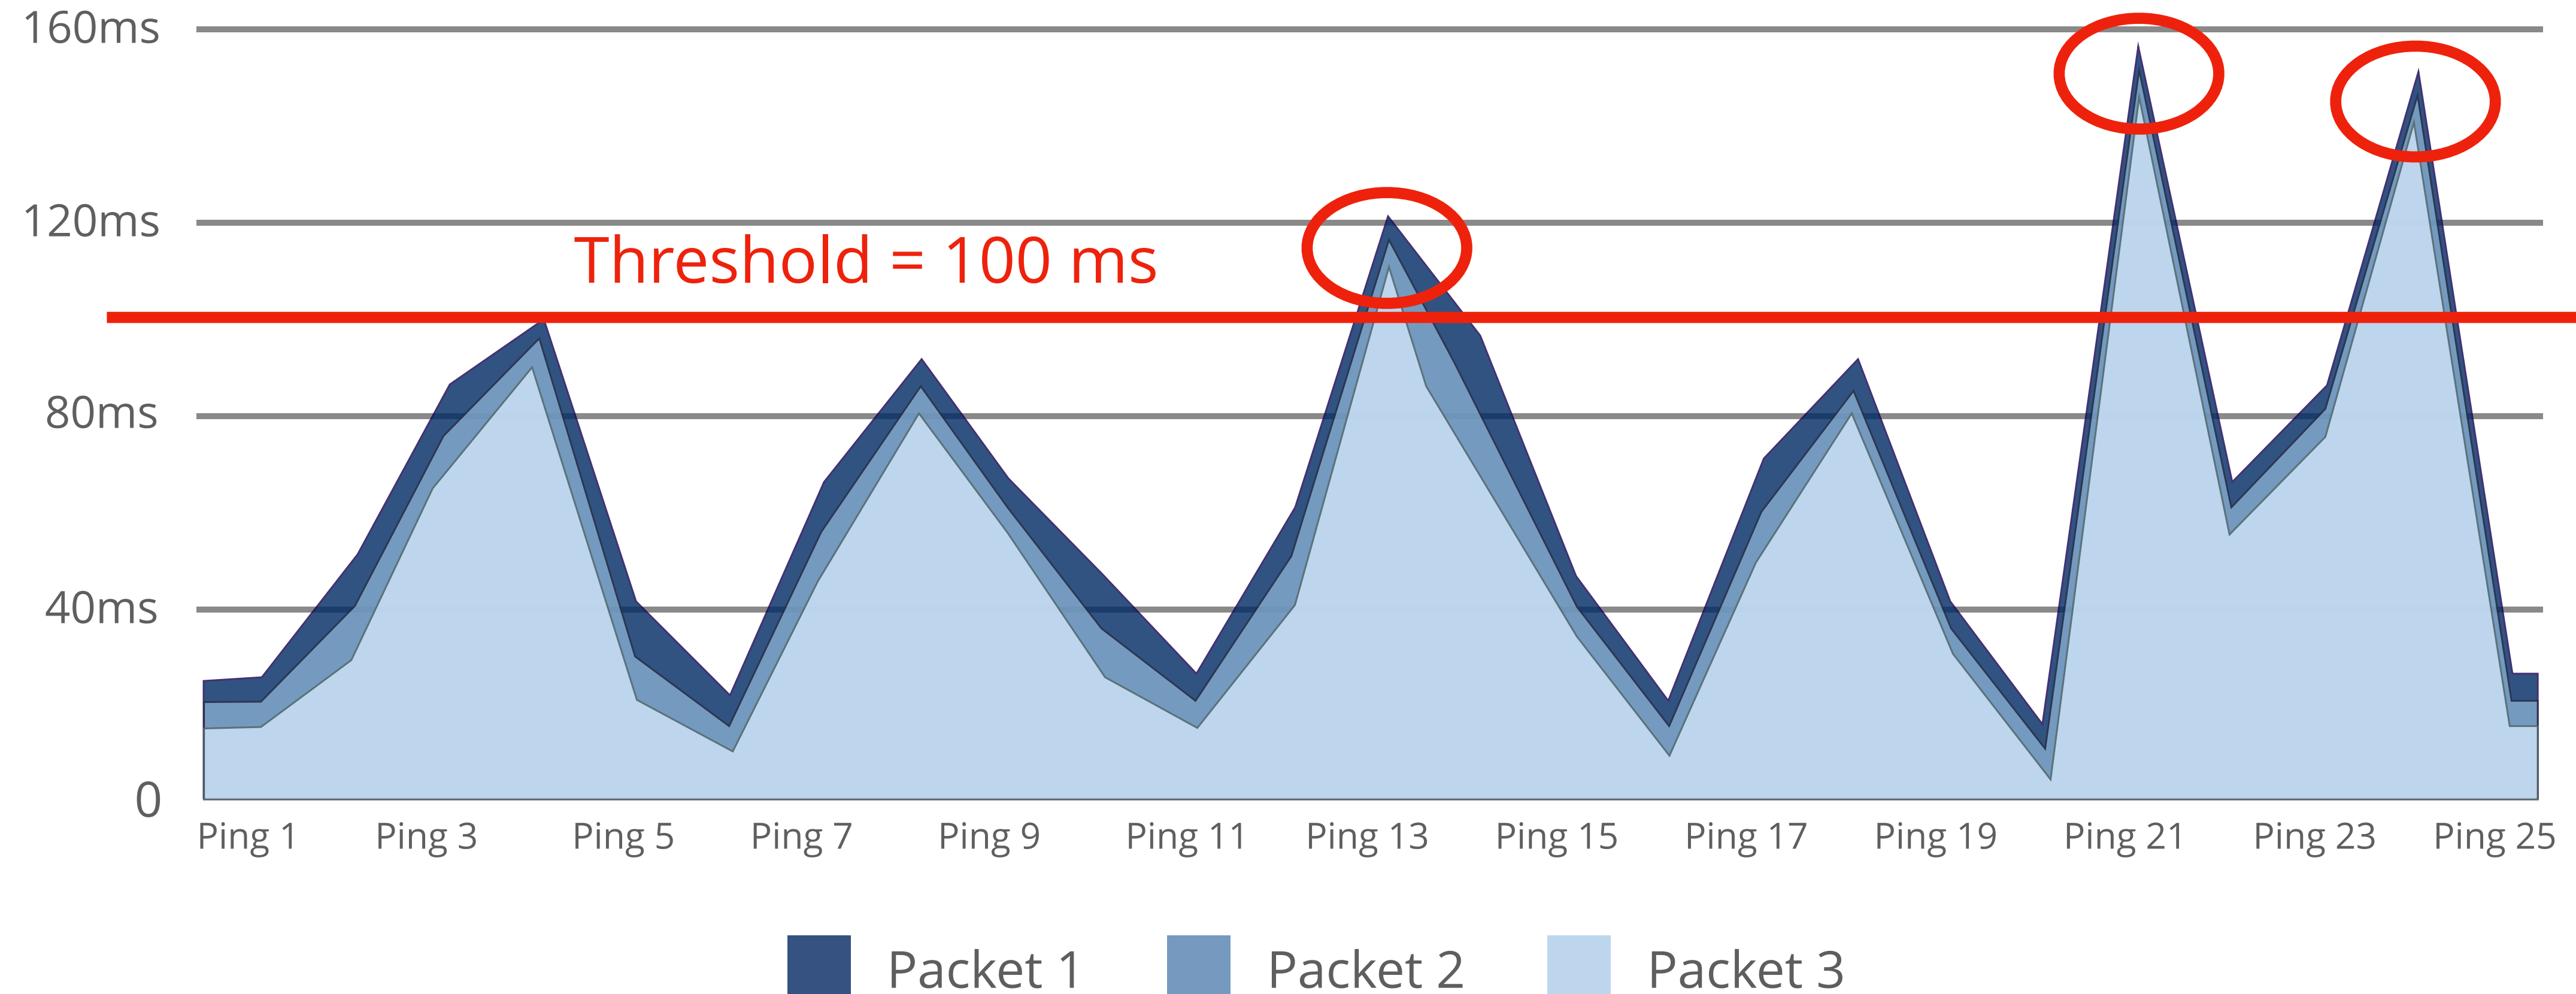 160ms
120ms
Threshold = 100 ms
80ms
40ms
0
Ping 1 Ping 3 Ping 5 Ping 7 Ping 9 Ping 11 Ping 13 Ping 15 Ping 17 Ping 19 Ping 21 Ping 23 Ping 25
Packet 1 Packet 2 Packet 3